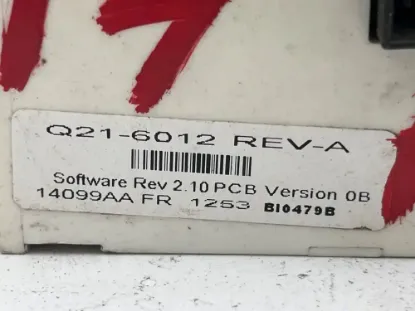 Q21-6012 REV-A
Software Rev 2.10 PCB Version 0B
14099AA FR 1253 BI0479B